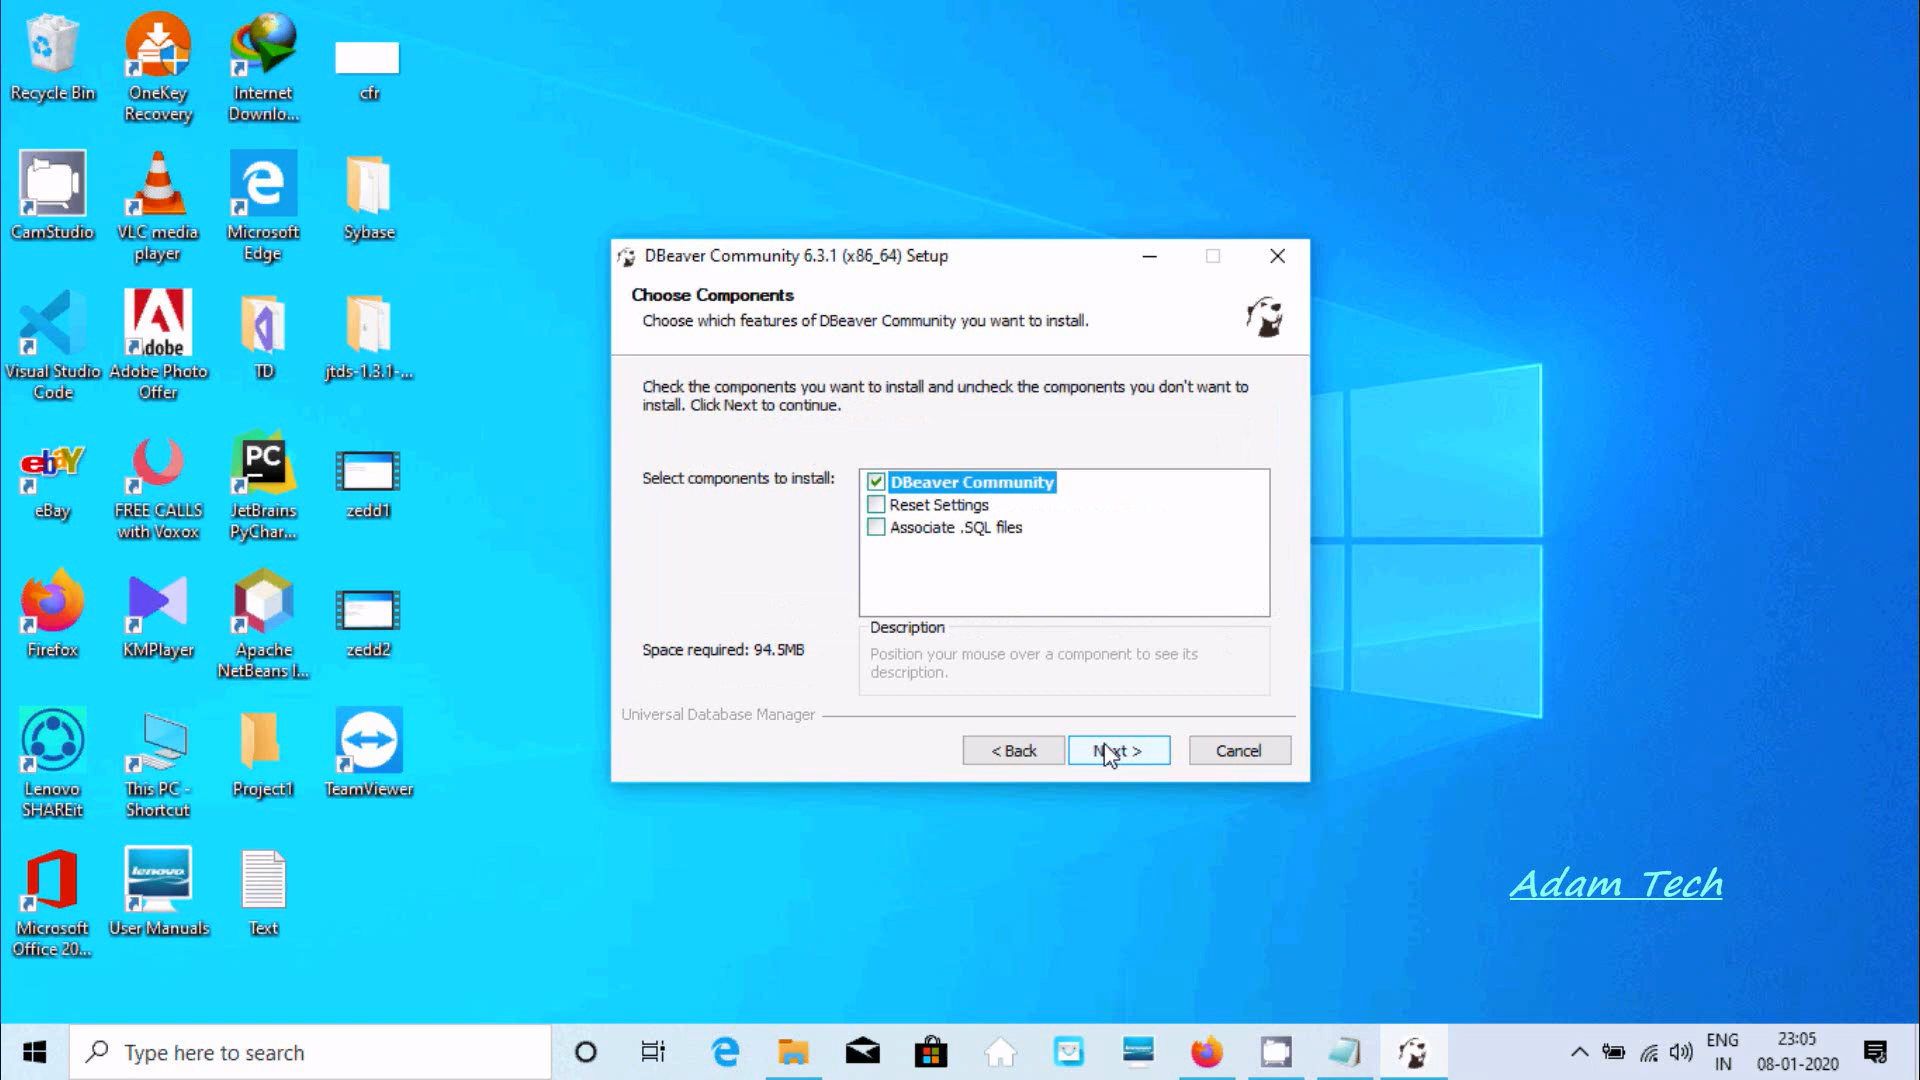 Recycle Bin
OneKey
Recovery
Internet
Downlo...
cfr
CamStudio
VLC media
player
Microsoft
Edge
Sybase
Visual Studio
Code
Adobe
Adobe Photo
Offer
TD
jtds-1.3.1-...
ebay
eBay
FREE CALLS
with Voxox
PC
JetBrains
PyChar...
zedd1
Firefox
KMPlayer
Apache
NetBeans I...
zedd2
Lenovo
SHAREit
This PC -
Shortcut
Project1
TeamViewer
Microsoft
Office 20...
lenovo
User Manuals
Text
DBeaver Community 6.3.1 (x86_64) Setup
Choose Components
Choose which features of DBeaver Community you want to install.
Check the components you want to install and uncheck the components you don't want to
install. Click Next to continue.
Select components to install:
DBeaver Community
Reset Settings
Associate .SQL files
Space required: 94.5MB
Description
Position your mouse over a component to see its
description.
Universal Database Manager
< Back
Next >
Cancel
Adam Tech
Type here to search
ENG
IN
23:05
08-01-2020